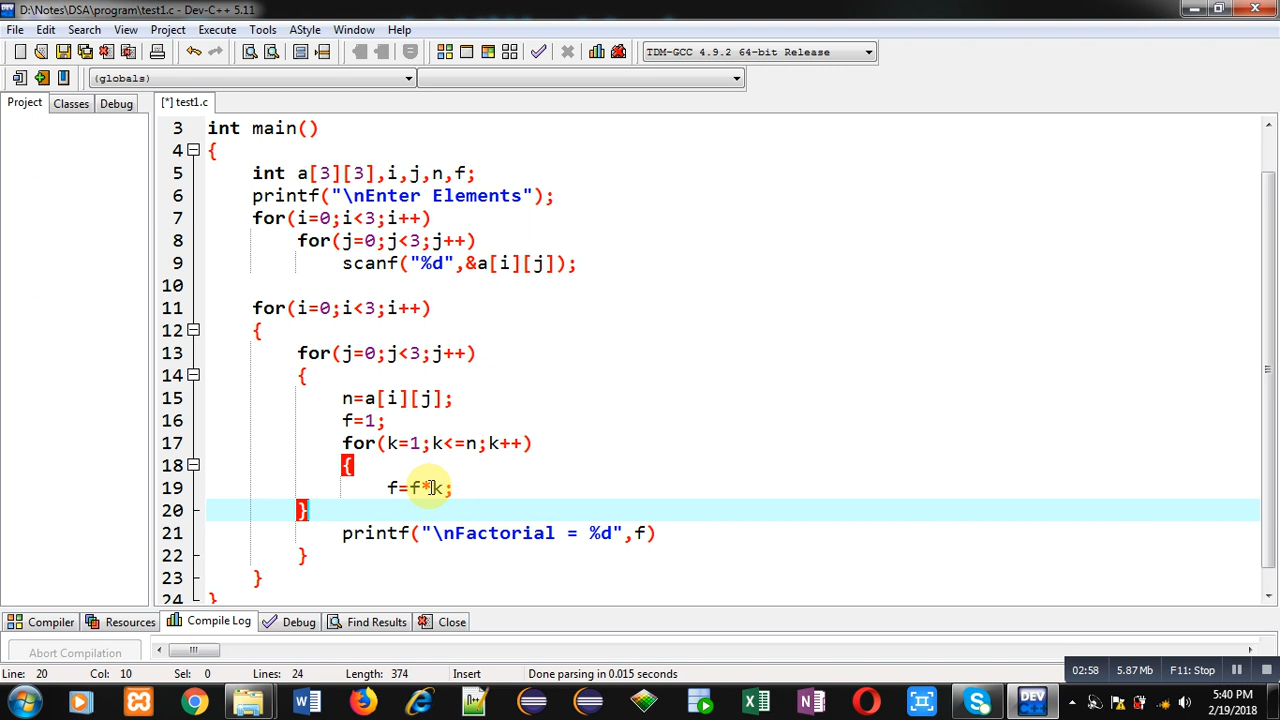 D:\Notes\DSA\program\test1.c - Dev-C++ 5.11
File Edit Search View Project Execute Tools AStyle Window Help
TDM-GCC 4.9.2 64-bit Release
(globals)
Project Classes Debug [*] test1.c
3 int main()
4 {
5 int a[3][3],i,j,n,f;
6 printf("\nEnter Elements");
7 for(i=0;i<3;i++)
8 for(j=0;j<3;j++)
9 scanf("%d",&a[i][j]);
10
11 for(i=0;i<3;i++)
12 {
13 for(j=0;j<3;j++)
14 {
15 n=a[i][j];
16 f=1;
17 for(k=1;k<=n;k++)
18 {
19 f=f*k;
20 }
21 printf("\nFactorial = %d",f)
22 }
23 }
24 }
Compiler Resources Compile Log Debug Find Results Close
Abort Compilation
Line: 20 Col: 10 Sel: 0 Lines: 24 Length: 374 Insert Done parsing in 0.015 seconds
02:58 5.87 Mb F11: Stop
5:40 PM
2/19/2018